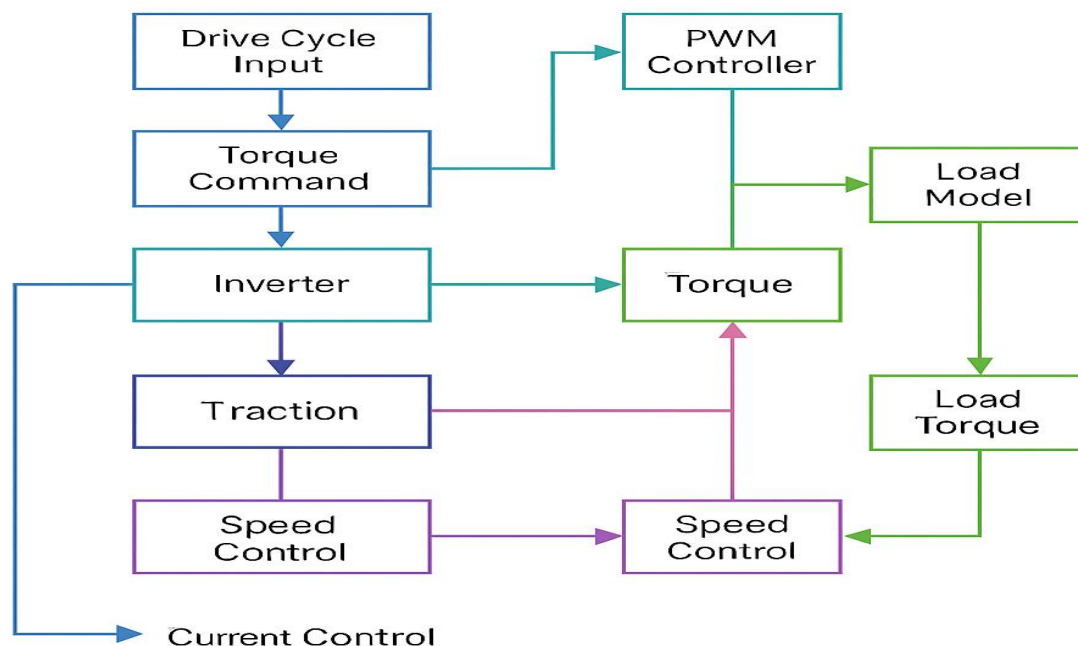 Drive Cycle
Input
PWM
Controller
Torque
Command
Load
Model
Inverter
Torque
Traction
Load
Torque
Speed
Control
Speed
Control
Current Control